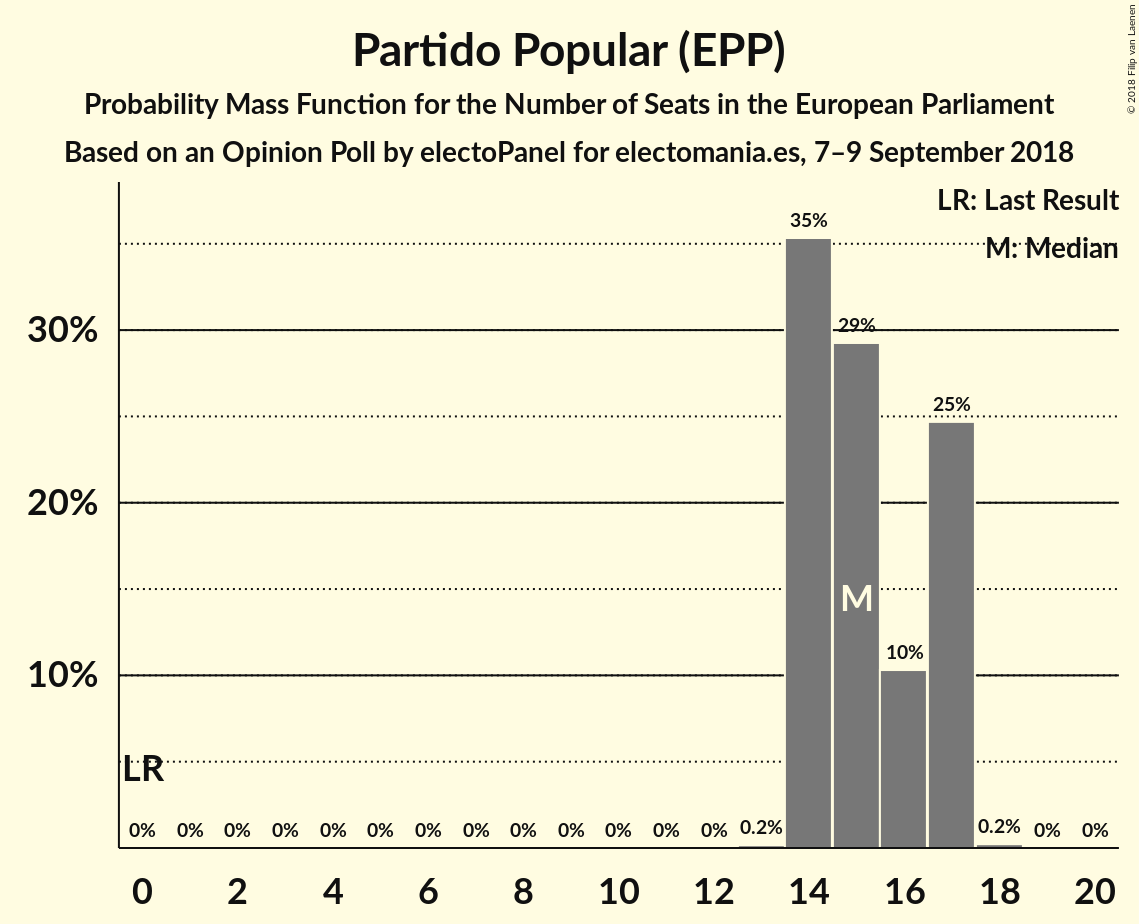 Partido Popular (EPP)
Probability Mass Function for the Number of Seats in the European Parliament
Based on an Opinion Poll by electoPanel for electomania.es, 7–9 September 2018
© 2018 Filip van Laenen
LR: Last Result
M: Median
35%
29%
25%
10%
30%
20%
10%
M
LR
0% 0% 0% 0% 0% 0% 0% 0% 0% 0% 0% 0% 0% 0.2% 0.2% 0% 0%
0 2 4 6 8 10 12 14 16 18 20